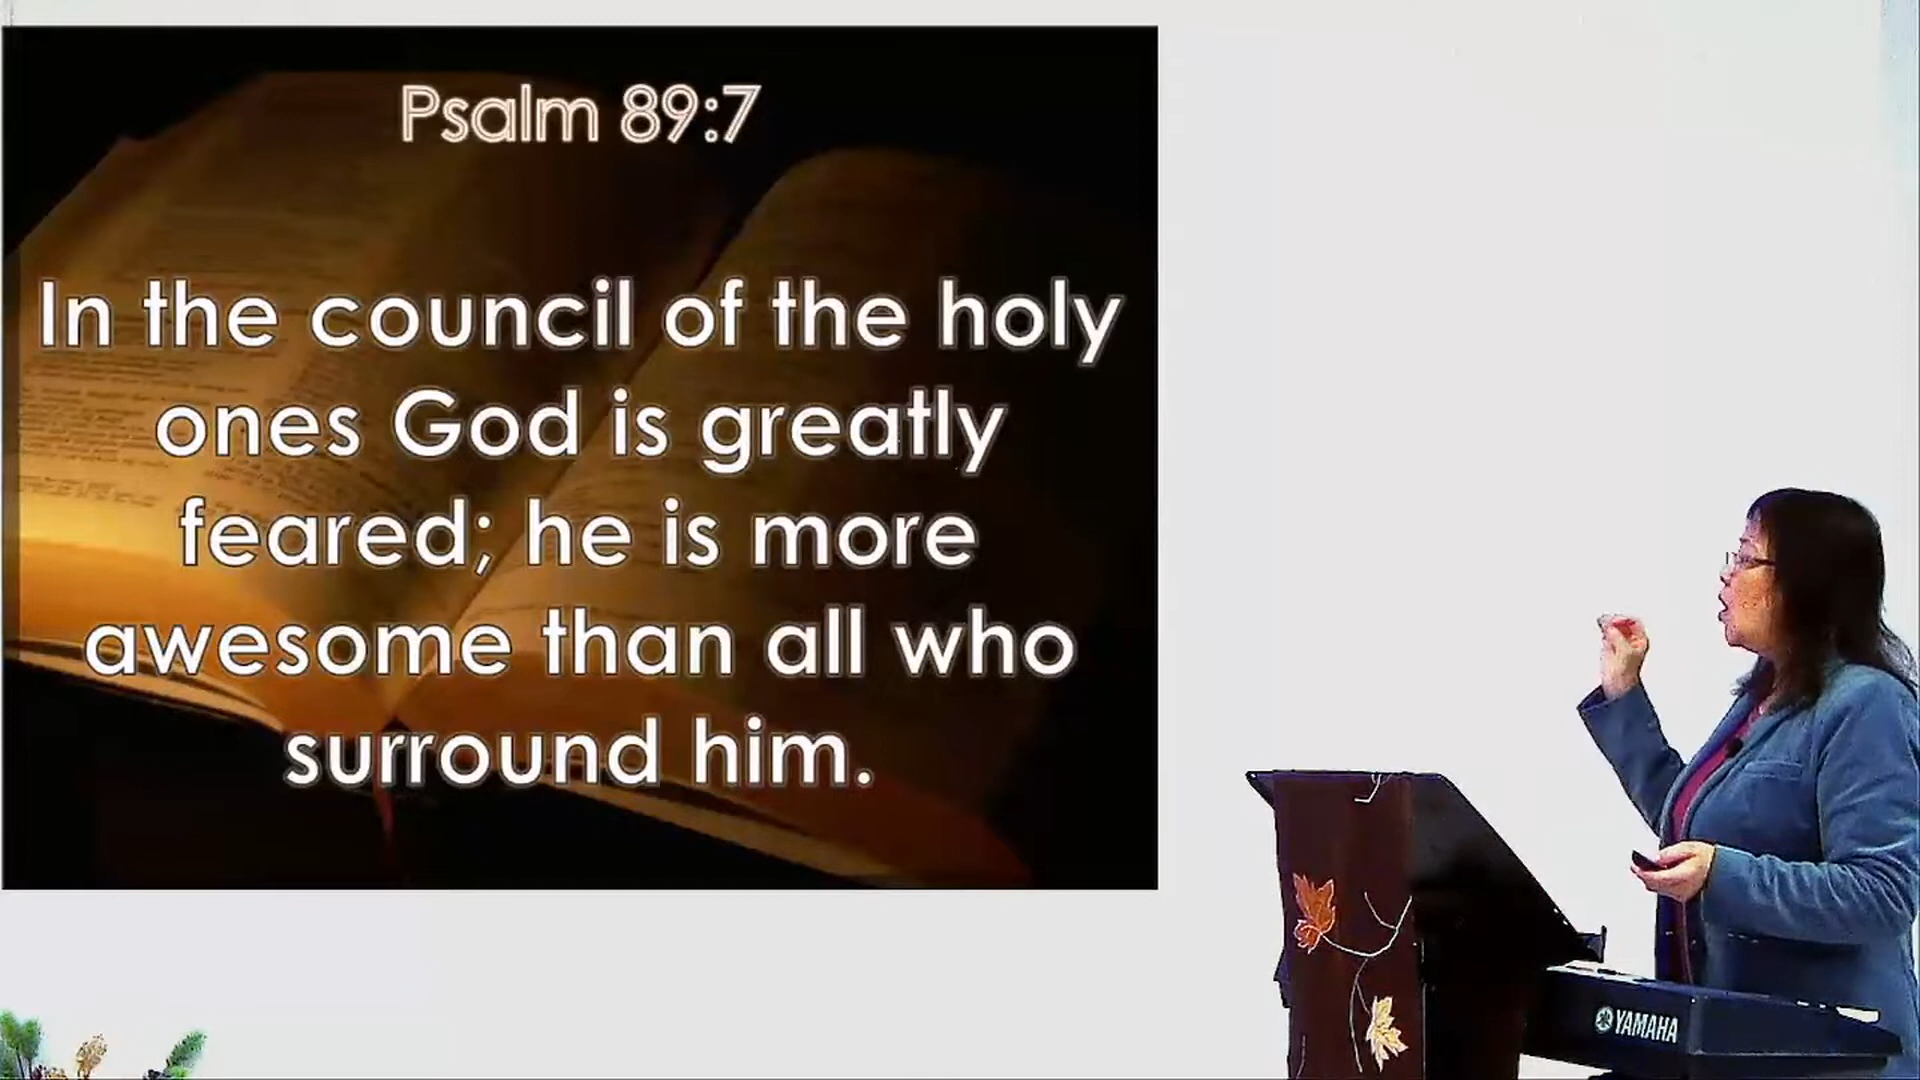 Psalm 89:7
In the council of the holy
ones God is greatly
feared; he is more
awesome than all who
surround him.
YAMAHA